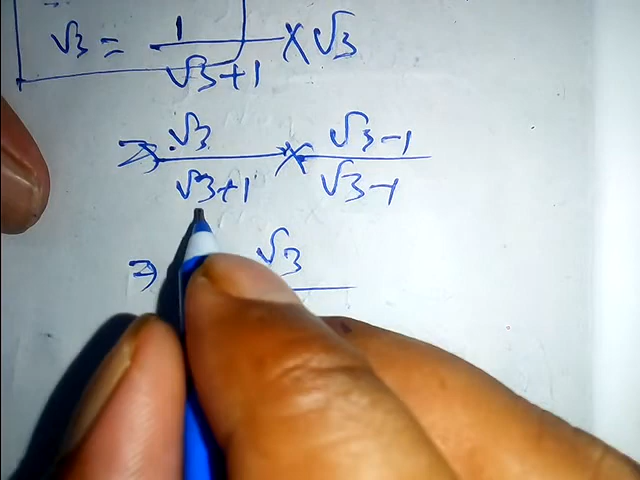 √3 = 1/(√3+1) × √3
⇒ √3/(√3+1) × (√3-1)/(√3-1)
⇒ √3